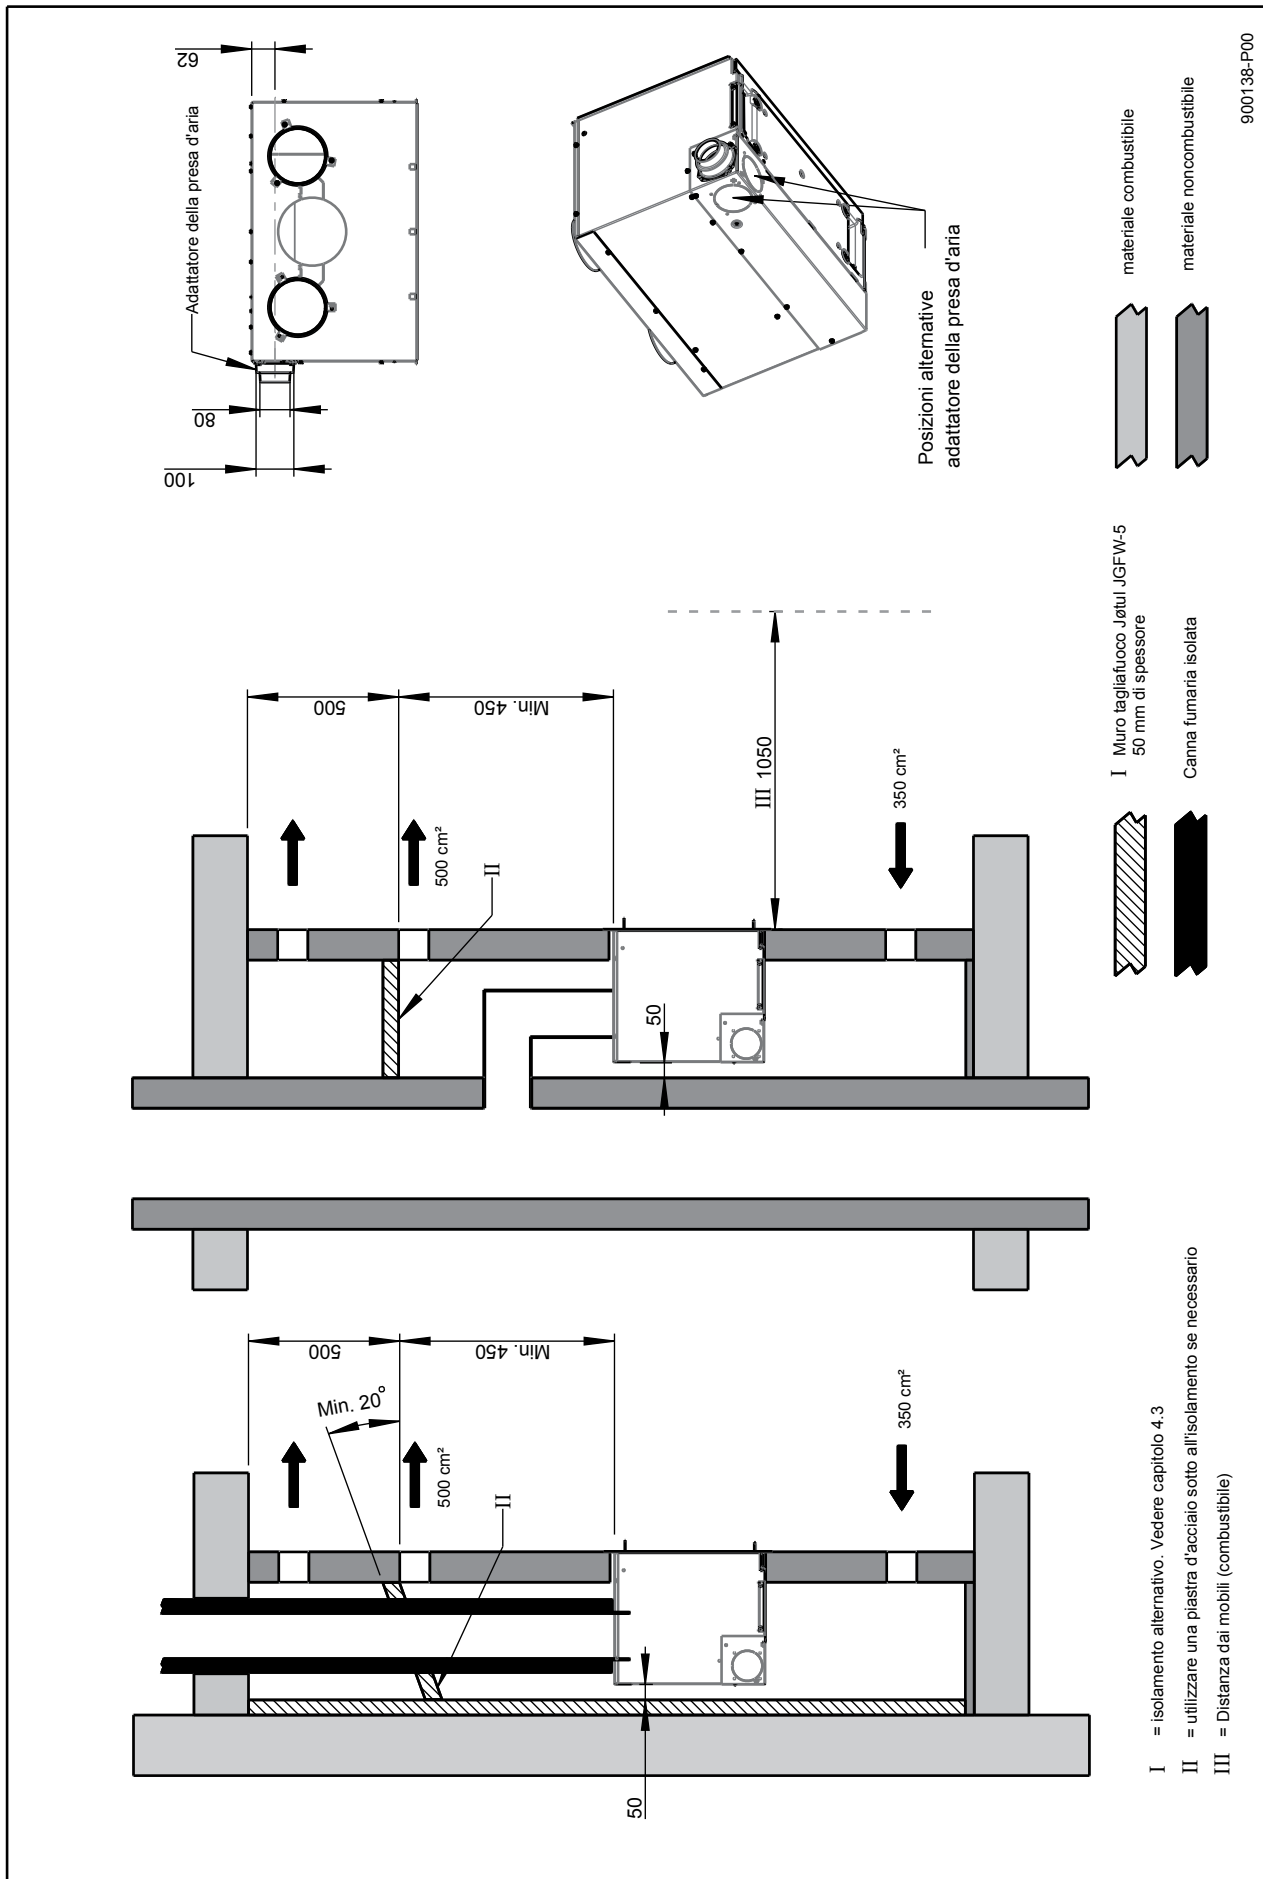 62
Adattatore della presa d'aria
80
100
Posizioni alternative
adattatore della presa d'aria
500
Min. 450
500 cm²
II
III 1050
350 cm²
50
500
Min. 450
Min. 20°
500 cm²
II
350 cm²
50
I = isolamento alternativo. Vedere capitolo 4.3
II = utilizzare una piastra d'acciaio sotto all'isolamento se necessario
III = Distanza dai mobili (combustibile)
I Muro tagliafuoco Jøtul JGFW-5
50 mm di spessore
Canna fumaria isolata
materiale combustibile
materiale noncombustibile
900138-P00